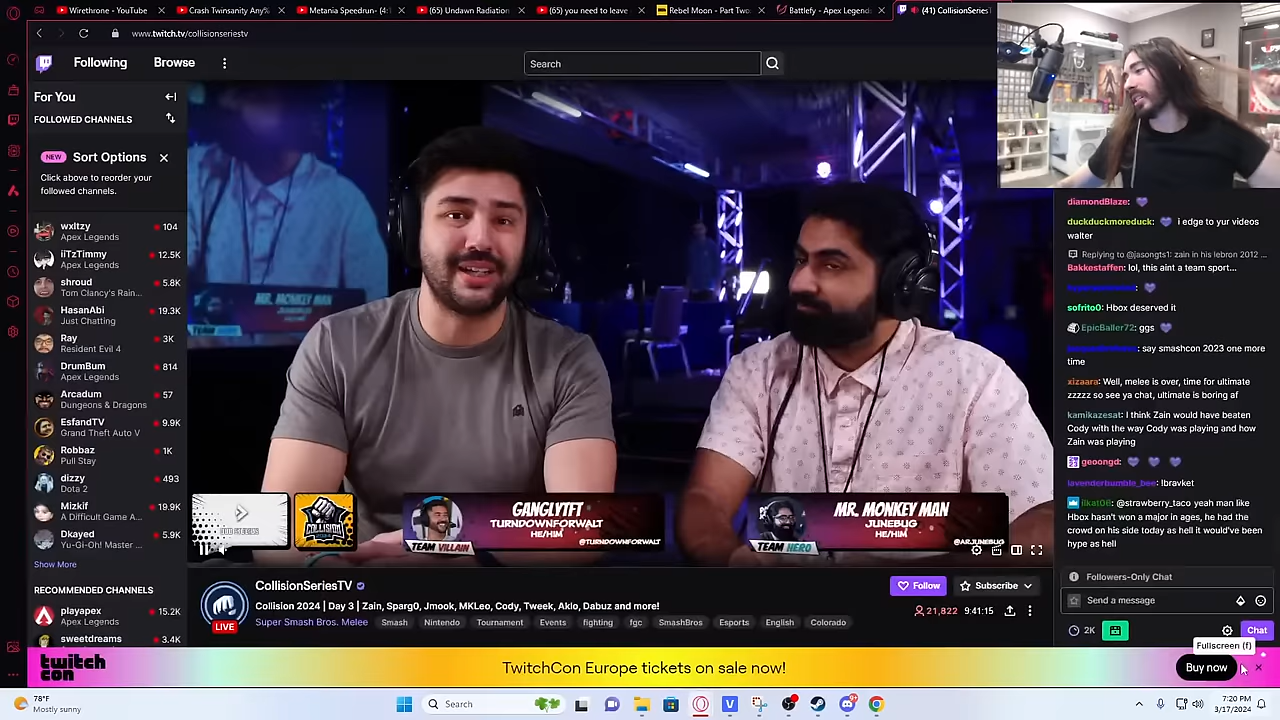 Wirethrone - YouTube
Crash Twinsanity Any%
Metania Speedrun- (4:
(65) Undawn Radiation
(65) you need to leave
Rebel Moon - Part Two:
Battlefy - Apex Legend:
(41) CollisionSeries
www.twitch.tv/collisionseriestv
Following
Browse
Search
For You
FOLLOWED CHANNELS
NEW Sort Options
Click above to reorder your
followed channels.
wxltzy
104
Apex Legends
iiTzTimmy
12.5K
Apex Legends
shroud
5.8K
Tom Clancy's Rain...
HasanAbi
19.3K
Just Chatting
Ray
3K
Resident Evil 4
DrumBum
814
Apex Legends
Arcadum
57
Dungeons & Dragons
EsfandTV
9.9K
Grand Theft Auto V
Robbaz
1K
Pull Stay
dizzy
493
Dota 2
Mizkif
19.9K
A Difficult Game A...
Dkayed
5.9K
Yu-Gi-Oh! Master ...
Show More
RECOMMENDED CHANNELS
playapex
15.2K
Apex Legends
sweetdreams
3.4K
MR. MONKEY MAN
JUNEBUG
COLLISION
GANGLYTFT
TURNDOWNFORWALT
HE/HIM
TEAM VILLAIN
@TURNDOWNFORWALT
MR. MONKEY MAN
JUNEBUG
HE/HIM
TEAM HERO
@ARJUNEBUG
LIVE
CollisionSeriesTV
Follow
Subscribe
Collision 2024 | Day 3 | Zain, Sparg0, Jmook, MKLeo, Cody, Tweek, Akio, Dabuz and more!
Super Smash Bros. Melee
Smash
Nintendo
Tournament
Events
fighting
fgc
SmashBros
Esports
English
Colorado
21,822
9:41:15
diamondBlaze:
duckduckmoreduck: i edge to yur videos
walter
Replying to @jasongts1: zain in his lebron 2012 ...
Bakkestaffen: lol, this aint a team sport...
sofrito0: Hbox deserved it
EpicBaller72: ggs
: say smashcon 2023 one more
time
xizaara: Well, melee is over, time for ultimate
zzzzz so see ya chat, ultimate is boring af
kamikazesat: I think Zain would have beaten
Cody with the way Cody was playing and how
Zain was playing
geoongd:
lavenderbumble_bee: !bravket
: @strawberry_taco yeah man like
Hbox hasn't won a major in ages, he had the
crowd on his side today as hell it would've been
hype as hell
Followers-Only Chat
Send a message
2K
Chat
Fullscreen (f)
twitch
con
TwitchCon Europe tickets on sale now!
Buy now
78°F
Mostly sunny
Search
7:20 PM
3/17/2024